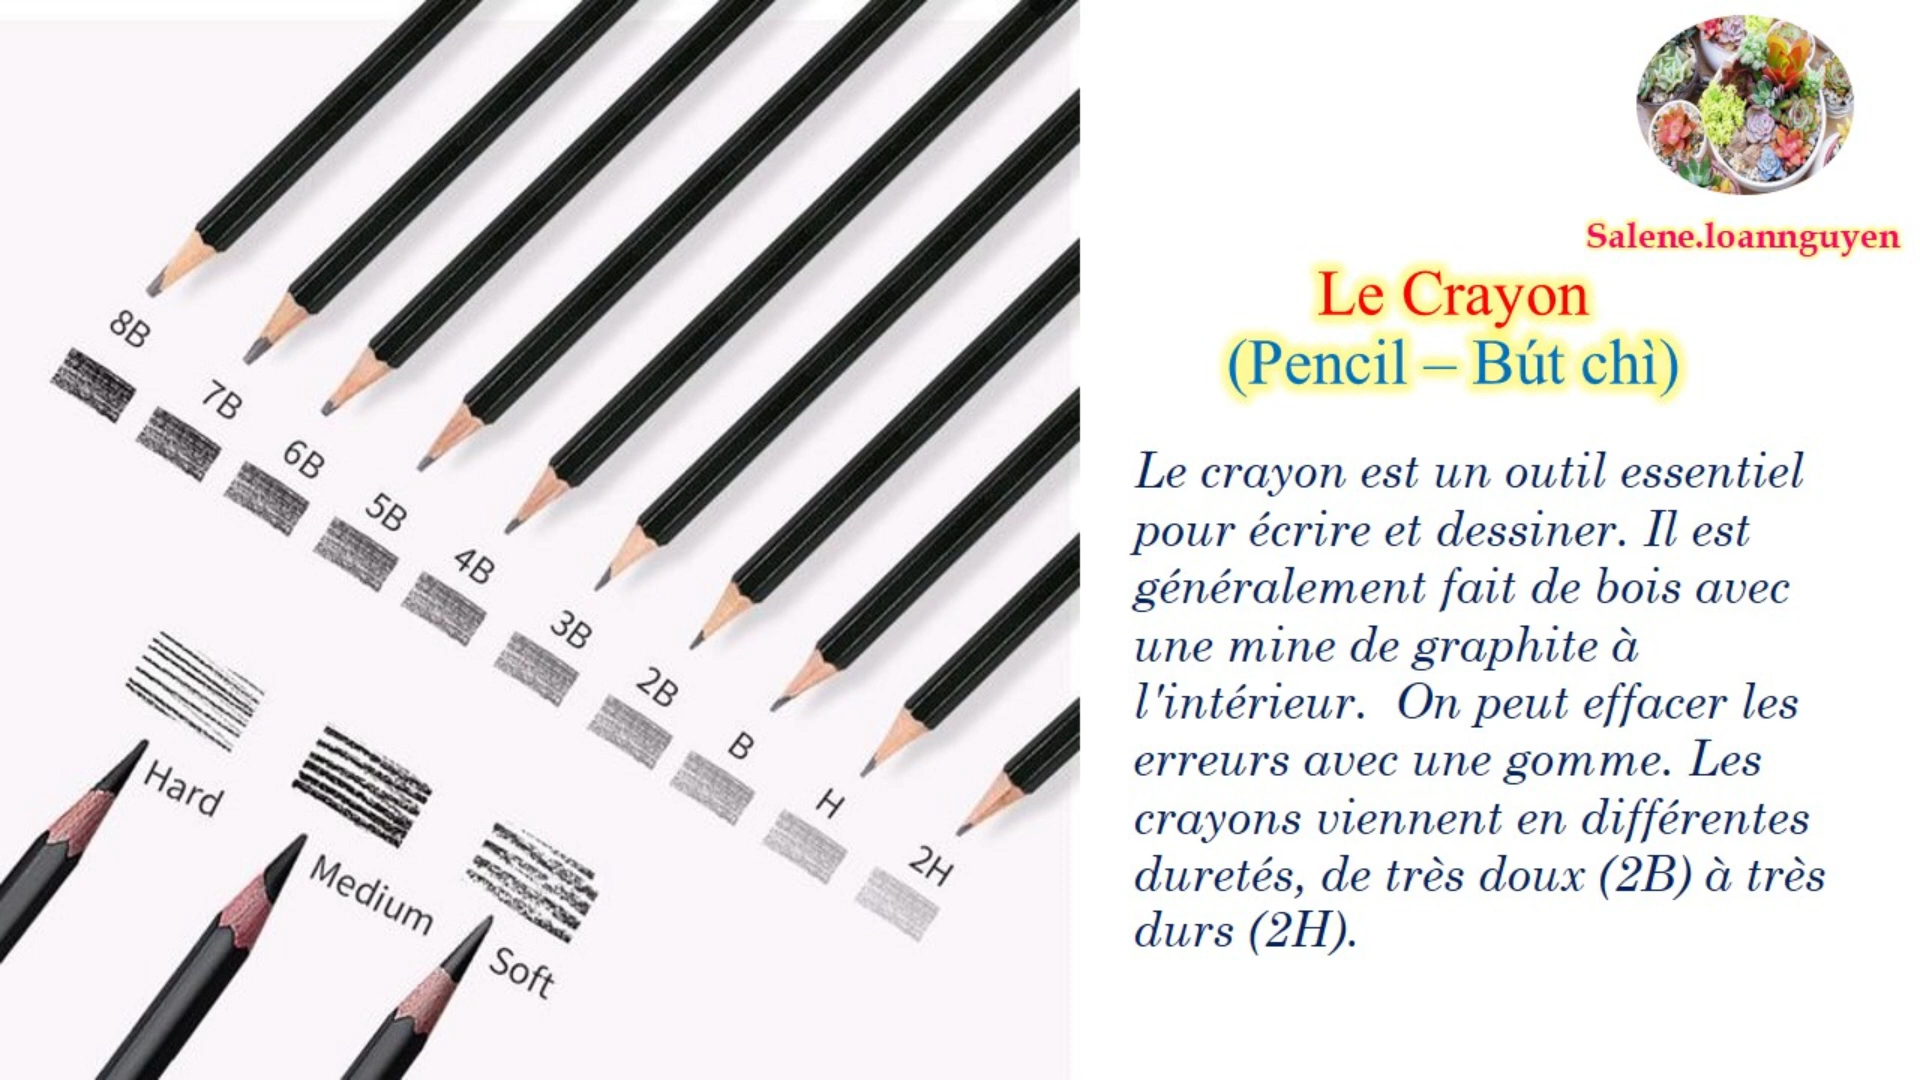 8B
7B
6B
5B
4B
3B
2B
B
H
2H
Hard
Medium
Soft
Salene.loannguyen
Le Crayon
(Pencil – Bút chì)
Le crayon est un outil essentiel
pour écrire et dessiner. Il est
généralement fait de bois avec
une mine de graphite à
l'intérieur.  On peut effacer les
erreurs avec une gomme. Les
crayons viennent en différentes
duretés, de très doux (2B) à très
durs (2H).